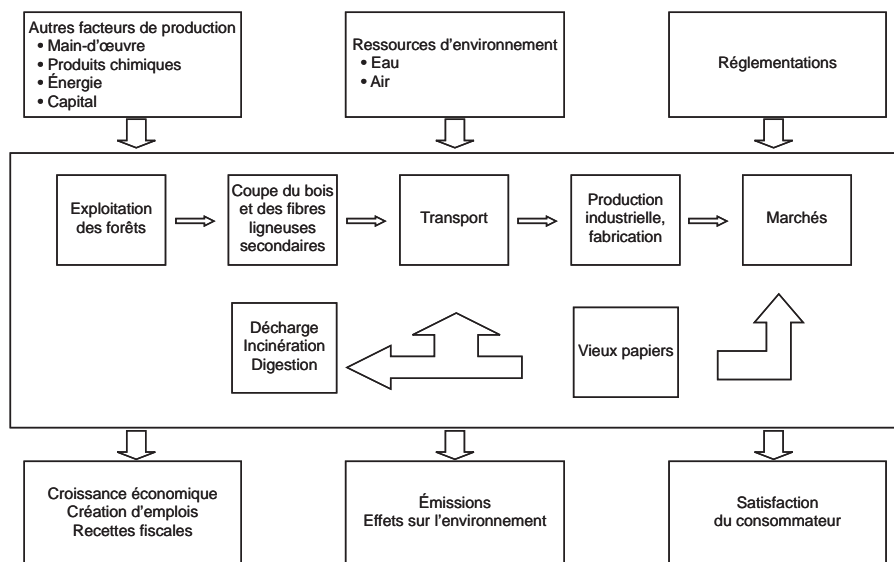 Autres facteurs de production
• Main-d'œuvre
• Produits chimiques
• Énergie
• Capital
Ressources d'environnement
• Eau
• Air
Réglementations
Exploitation
des forêts
Coupe du bois
et des fibres
ligneuses
secondaires
Transport
Production
industrielle,
fabrication
Marchés
Décharge
Incinération
Digestion
Vieux papiers
Croissance économique
Création d'emplois
Recettes fiscales
Émissions
Effets sur l'environnement
Satisfaction
du consommateur